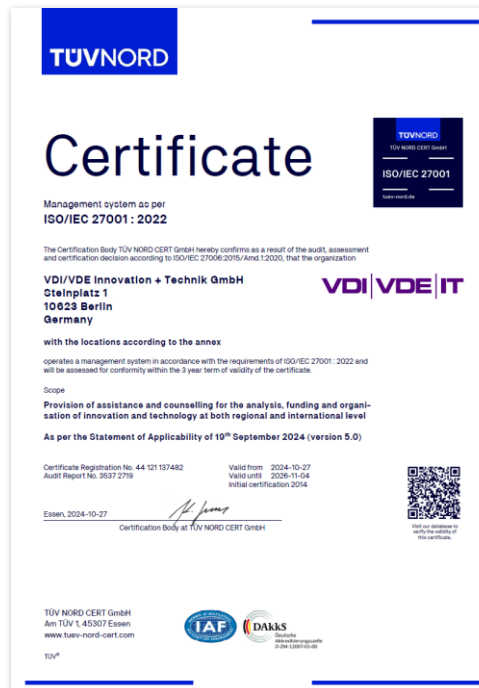 TÜVNORD
TÜVNORD
TÜV NORD CERT GmbH
ISO/IEC 27001
tuev-nord.de
Certificate
Management system as per
ISO/IEC 27001 : 2022
The Certification Body TÜV NORD CERT GmbH hereby confirms as a result of the audit, assessment
and certification decision according to ISO/IEC 27006:2015/Amd.1:2020, that the organization
VDI/VDE Innovation + Technik GmbH
Steinplatz 1
10623 Berlin
Germany
VDI|VDE|IT
with the locations according to the annex
operates a management system in accordance with the requirements of ISO/IEC 27001 : 2022 and
will be assessed for conformity within the 3 year term of validity of the certificate.
Scope
Provision of assistance and counselling for the analysis, funding and organi-
sation of innovation and technology at both regional and international level
As per the Statement of Applicability of 19th September 2024 (version 5.0)
Certificate Registration No. 44 121 137482
Audit Report No. 3537 2719
Valid from 2024-10-27
Valid until 2026-11-04
Initial certification 2014
Essen, 2024-10-27
Certification Body at TÜV NORD CERT GmbH
Visit our database to
verify the validity of
this certificate.
TÜV NORD CERT GmbH
Am TÜV 1, 45307 Essen
www.tuev-nord-cert.com
TÜV®
IAF
DAkkS
Deutsche
Akkreditierungsstelle
D-ZM-12007-01-00